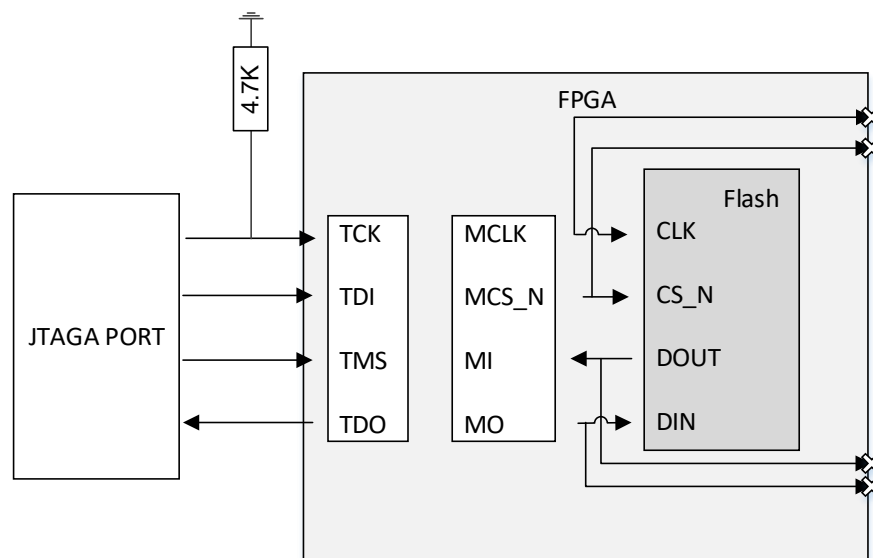 4.7K
FPGA
Flash
JTAGA PORT
TCK
TDI
TMS
TDO
MCLK
MCS_N
MI
MO
CLK
CS_N
DOUT
DIN